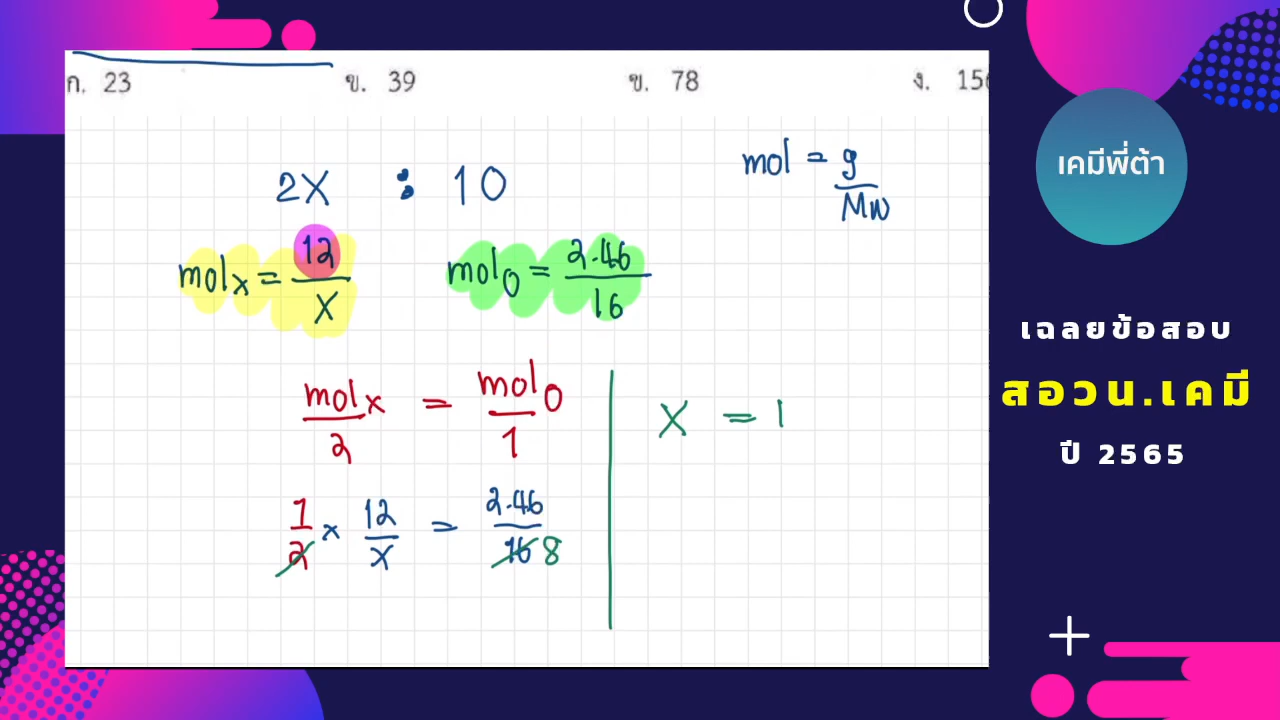 ก. 23 ข. 39 ข. 78 ง. 156
2X : 10
mol = g/Mw
molx = 12/X
molO = 2.46/16
molx/2 = molO/1
X = 1
1/2 x 12/X = 2.46/16 8
เคมีพี่ต้า
เฉลยข้อสอบ
สอวน.เคมี
ปี 2565